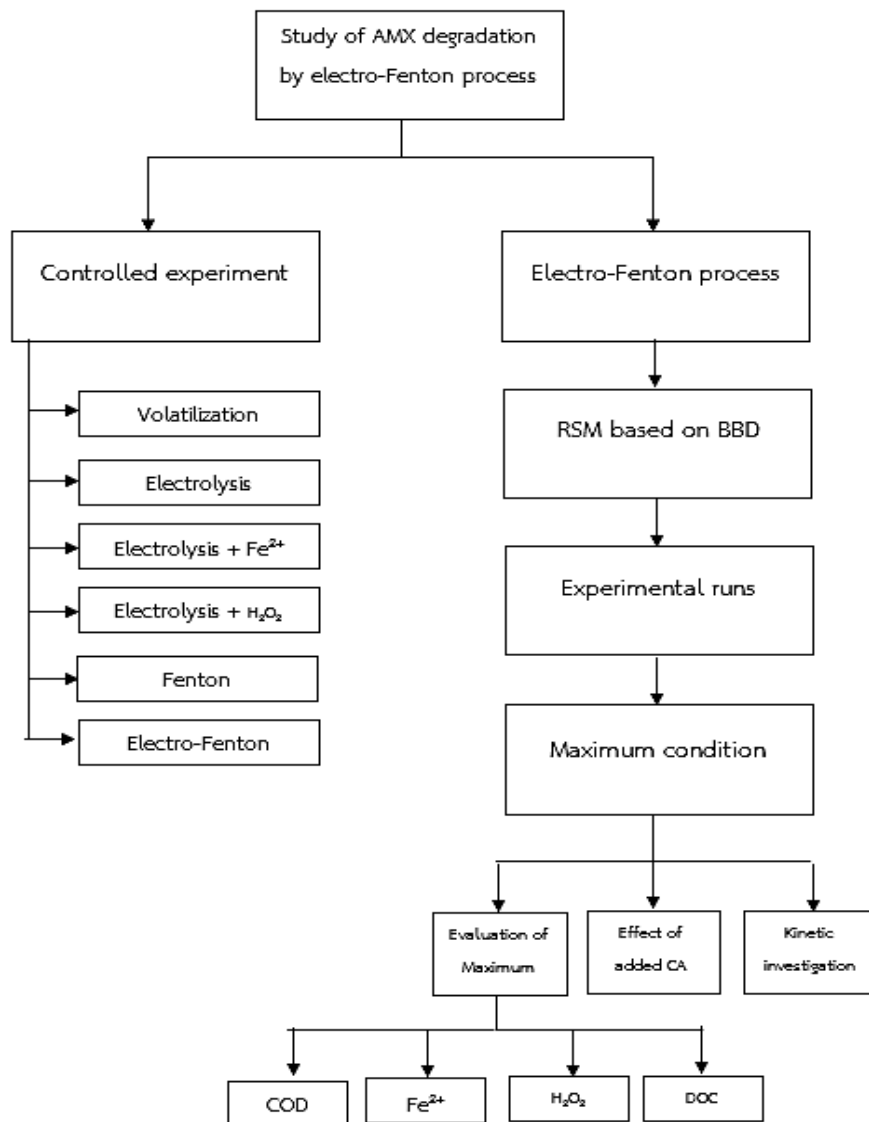 Study of AMX degradation
by electro-Fenton process
Controlled experiment
Electro-Fenton process
Volatilization
Electrolysis
Electrolysis + Fe²⁺
Electrolysis + H₂O₂
Fenton
Electro-Fenton
RSM based on BBD
Experimental runs
Maximum condition
Evaluation of
Maximum
Effect of
added CA
Kinetic
investigation
COD
Fe²⁺
H₂O₂
DOC